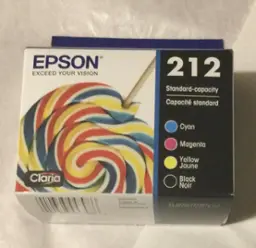 EPSON®
EXCEED YOUR VISION
212
Standard-capacity
Capacité standard
Cyan
Magenta
Yellow
Jaune
Black
Noir
Claria